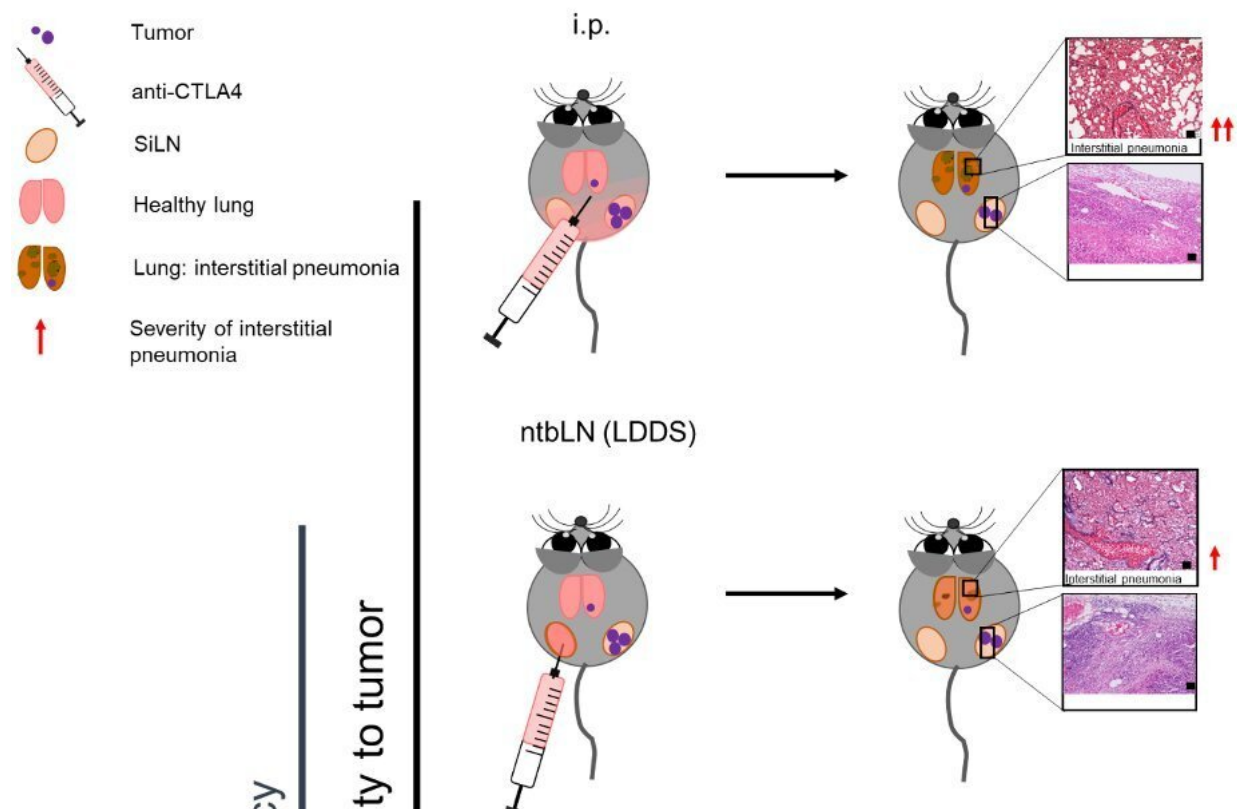 Tumor
anti-CTLA4
SiLN
Healthy lung
Lung: interstitial pneumonia
Severity of interstitial
pneumonia
i.p.
Interstitial pneumonia
ntbLN (LDDS)
Interstitial pneumonia
to tumor